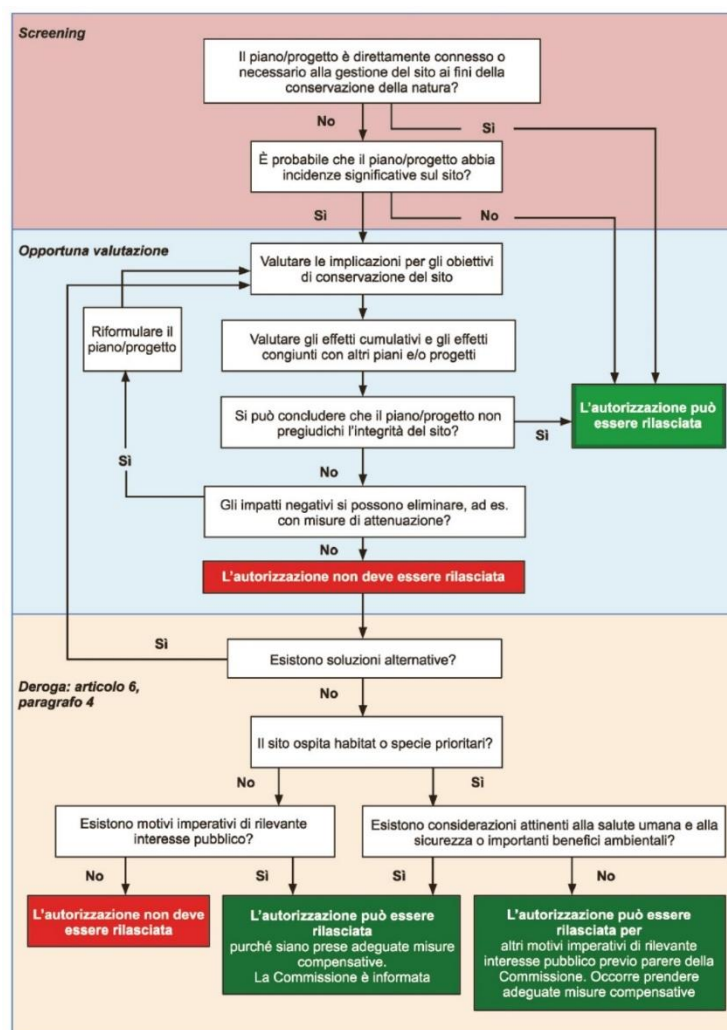 Screening
Il piano/progetto è direttamente connesso o
necessario alla gestione del sito ai fini della
conservazione della natura?
No
Sì
È probabile che il piano/progetto abbia
incidenze significative sul sito?
Sì
No
Opportuna valutazione
Valutare le implicazioni per gli obiettivi
di conservazione del sito
Riformulare il
piano/progetto
Valutare gli effetti cumulativi e gli effetti
congiunti con altri piani e/o progetti
Si può concludere che il piano/progetto non
pregiudichi l'integrità del sito?
Sì
L'autorizzazione può
essere rilasciata
Sì
No
Gli impatti negativi si possono eliminare, ad es.
con misure di attenuazione?
No
L'autorizzazione non deve essere rilasciata
Sì
Esistono soluzioni alternative?
Deroga: articolo 6,
paragrafo 4
No
Il sito ospita habitat o specie prioritari?
No
Sì
Esistono motivi imperativi di rilevante
interesse pubblico?
Esistono considerazioni attinenti alla salute umana e alla
sicurezza o importanti benefici ambientali?
No
Sì
Sì
No
L'autorizzazione non deve
essere rilasciata
L'autorizzazione può essere
rilasciata
purché siano prese adeguate misure
compensative.
La Commissione è informata
L'autorizzazione può essere
rilasciata per
altri motivi imperativi di rilevante
interesse pubblico previo parere della
Commissione. Occorre prendere
adeguate misure compensative